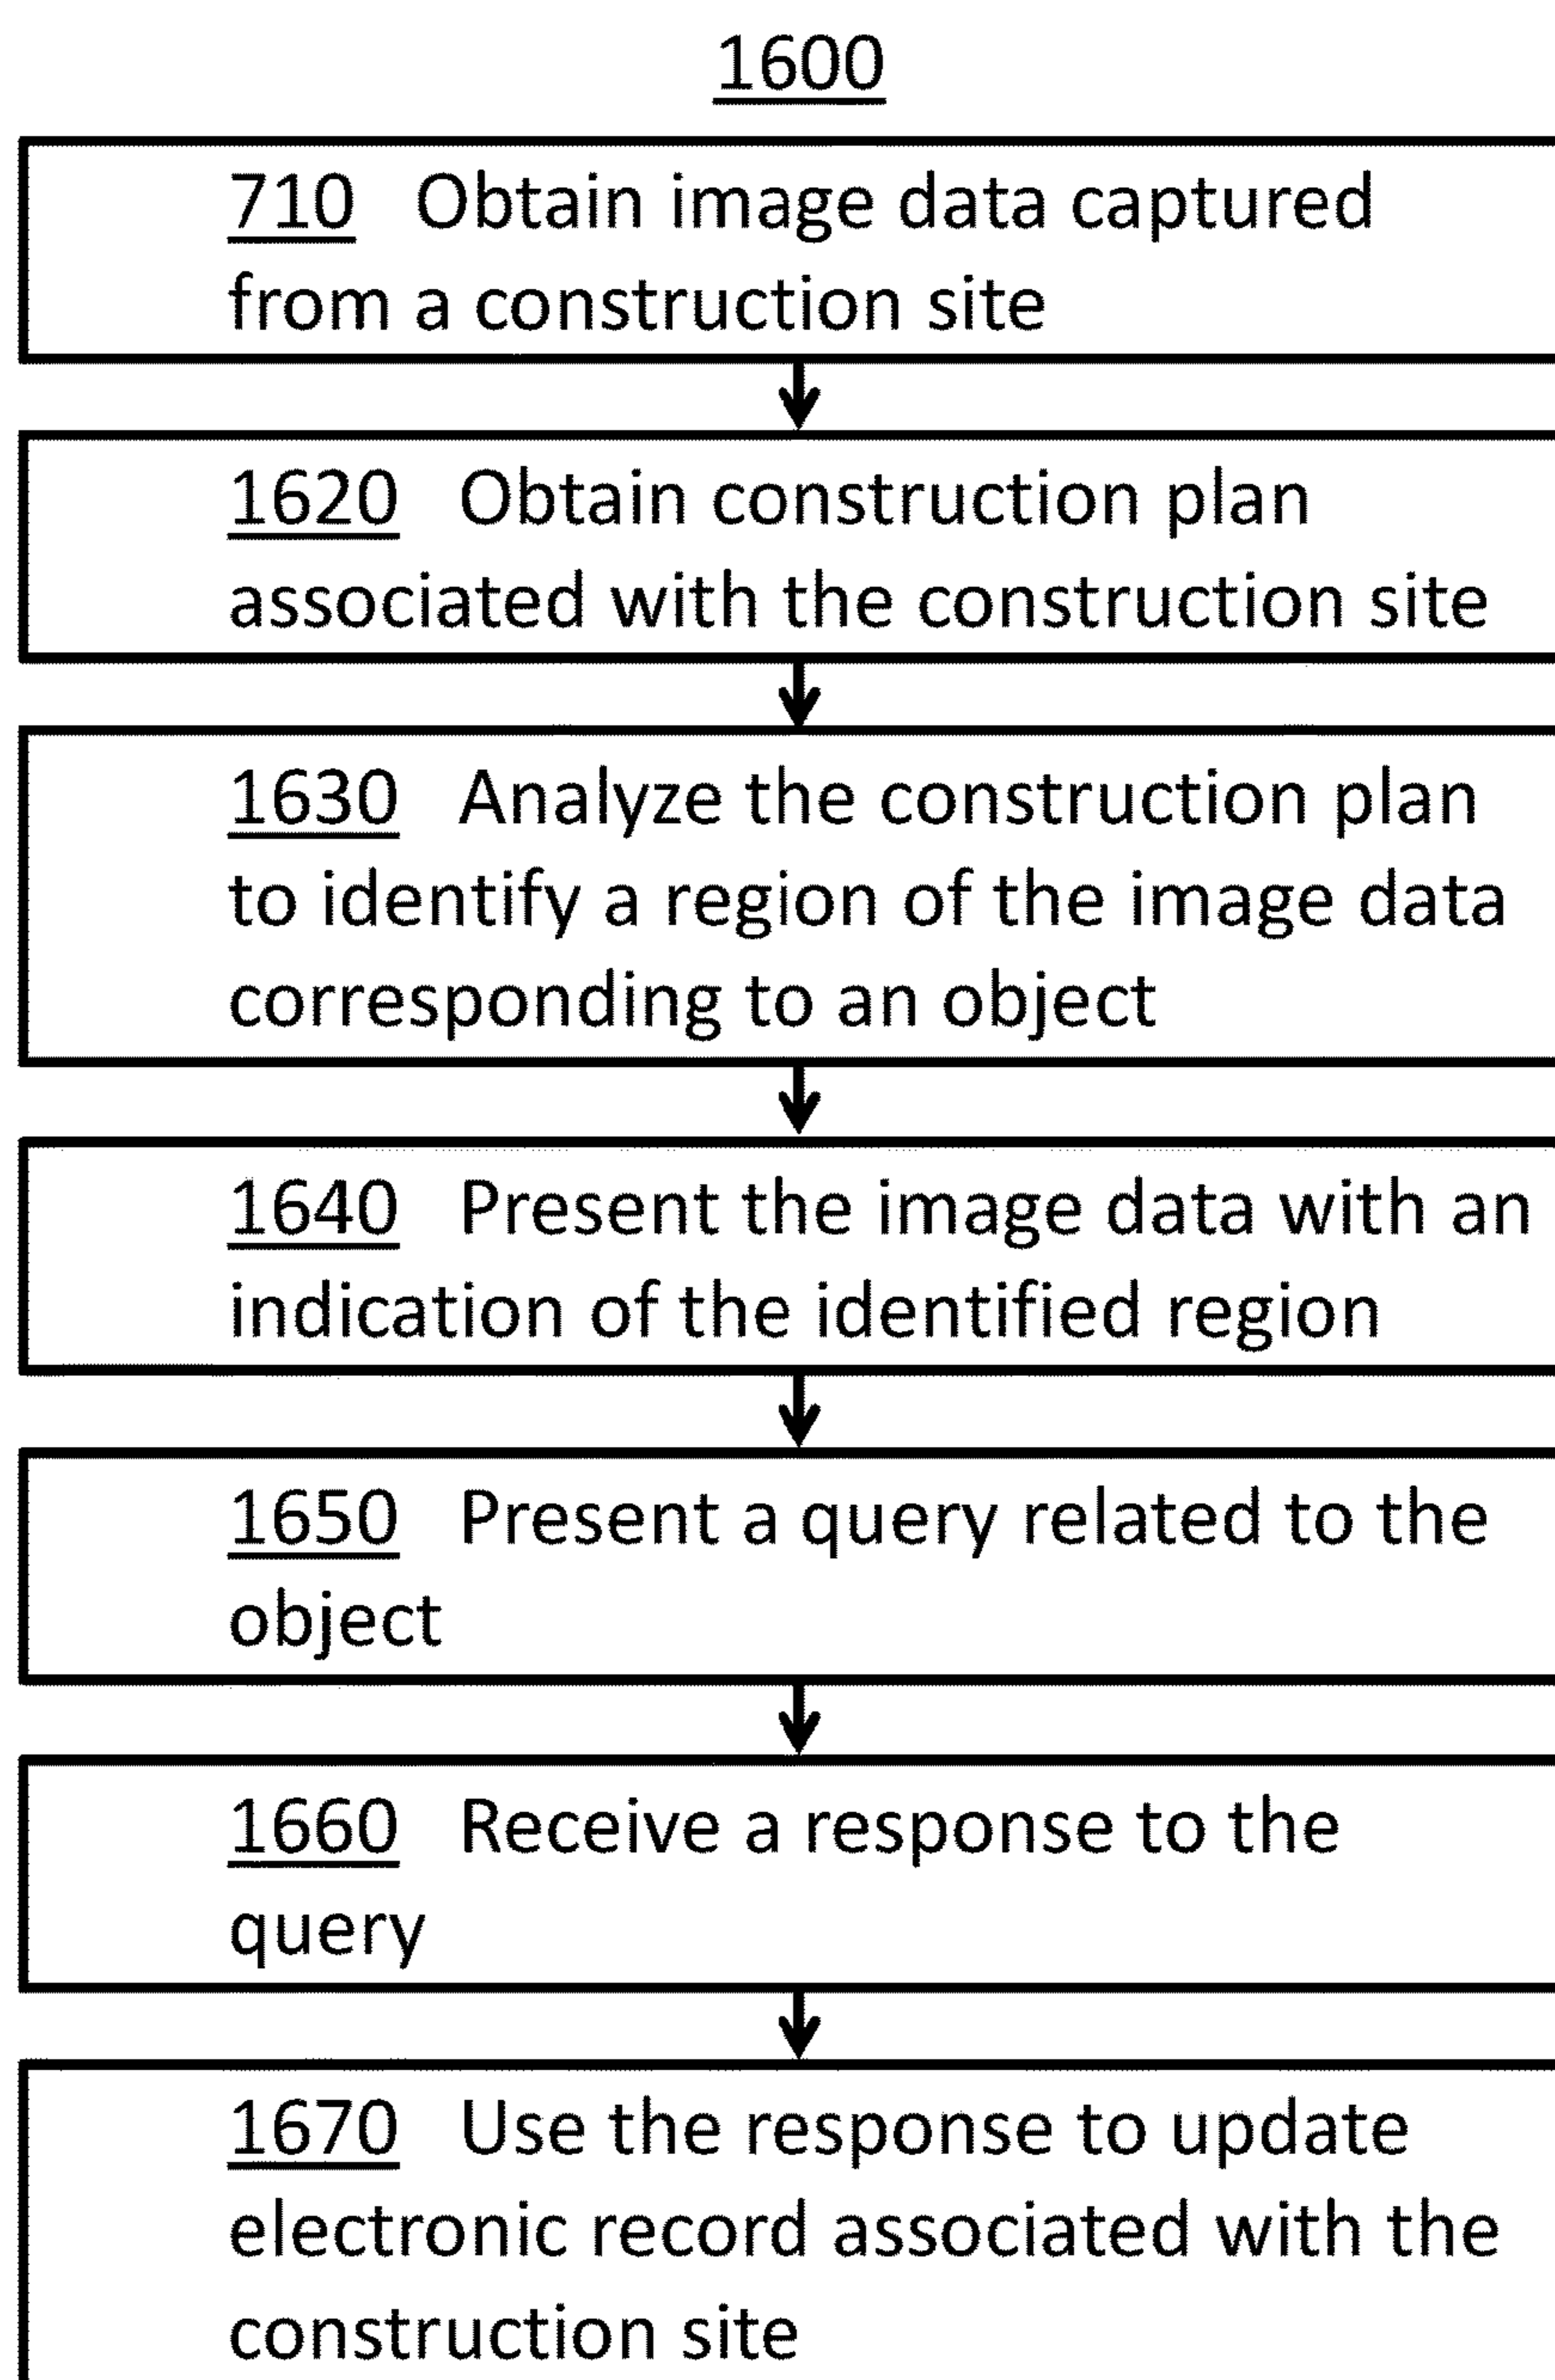 1600
710 Obtain image data captured
from a construction site
1620 Obtain construction plan
associated with the construction site
1630 Analyze the construction plan
to identify a region of the image data
corresponding to an object
1640 Present the image data with an
indication of the identified region
1650 Present a query related to the
object
1660 Receive a response to the
query
1670 Use the response to update
electronic record associated with the
construction site